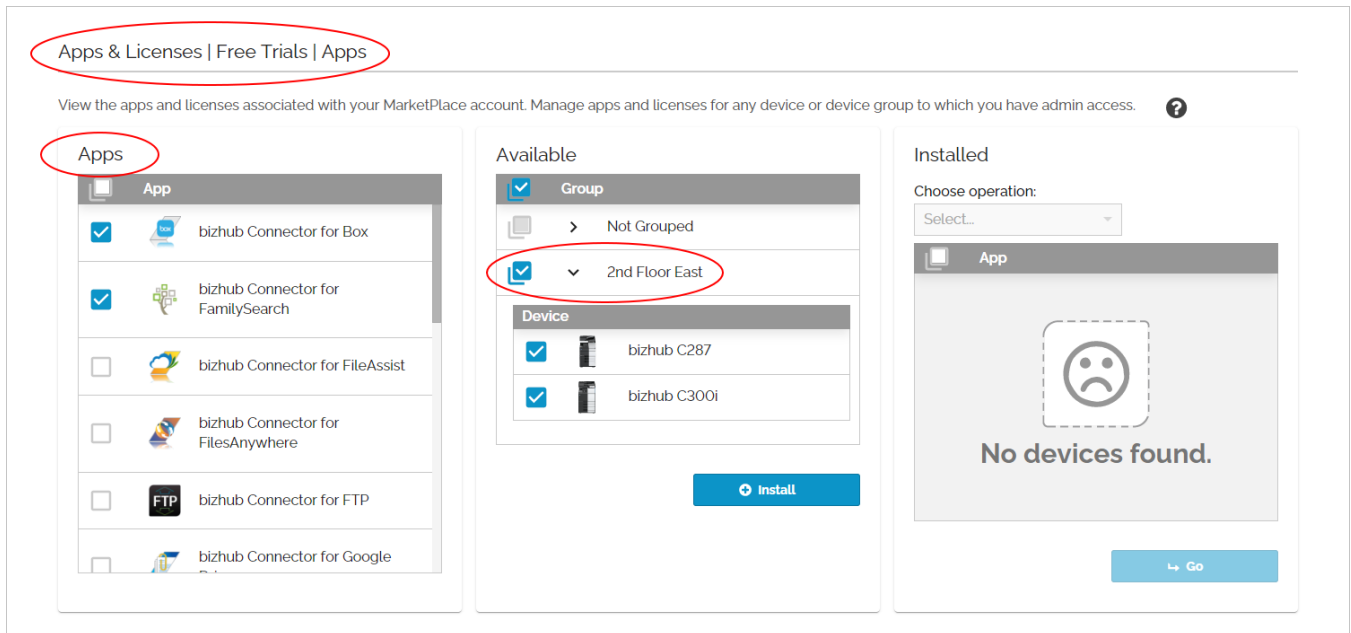 Apps & Licenses | Free Trials | Apps
View the apps and licenses associated with your MarketPlace account. Manage apps and licenses for any device or device group to which you have admin access. ?
Apps
App
box
bizhub Connector for Box
bizhub Connector for
FamilySearch
bizhub Connector for FileAssist
bizhub Connector for
FilesAnywhere
FTP
bizhub Connector for FTP
bizhub Connector for Google
Available
Group
Not Grouped
2nd Floor East
Device
bizhub C287
bizhub C300i
Install
Installed
Choose operation:
Select...
App
No devices found.
Go